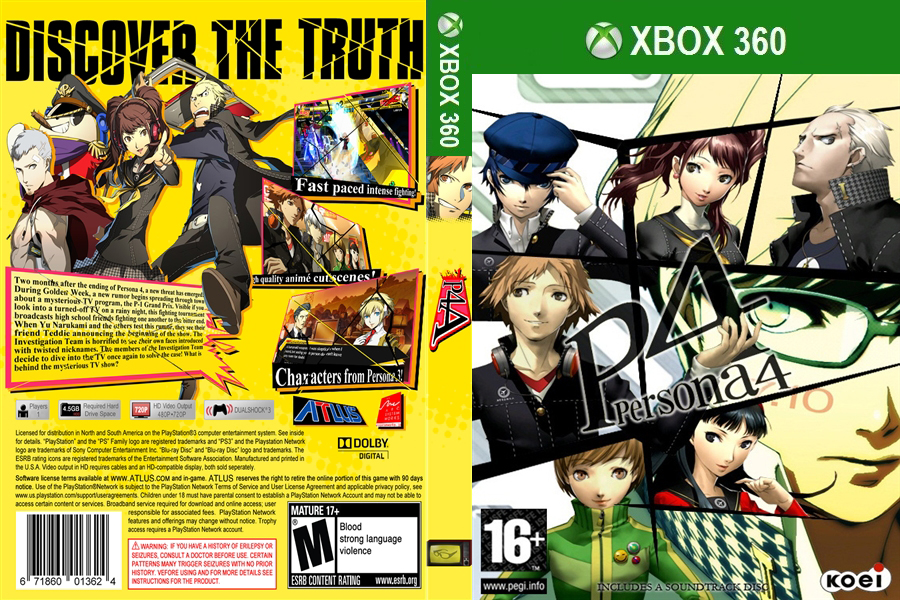 DISCOVER THE TRUTH
Fast paced intense fighting!
h quality animé cut scenes!
Characters from Persona
Two months after the ending of Persona 4, a new threat has emerged.
During Golden Week, a new rumor begins spreading through town
about a mysterious TV program, the P-1 Grand Prix. Visible if you
look into a turned-off TV on a rainy night, this fighting tournament
broadcasts high school friends fighting one another to the bitter end.
When Yu Narukami and the others test this rumor, they see their
friend Teddie announcing the beginning of the show. The
Investigation Team is horrified to see their own faces introduced
with twisted nicknames. The members of the Investigation Team
decide to dive into the TV once again to solve the case! What is
behind the mysterious TV show?
Players
1
4.5GB
Required Hard
Drive Space
720P
HD Video Output
480P•720P
DUALSHOCK®3
ATLUS
DOLBY
DIGITAL
Licensed for distribution in North and South America on the PlayStation®3 computer entertainment system. See inside
for details. "PlayStation" and the "PS" Family logo are registered trademarks and "PS3" and the Playstation Network
logo are trademarks of Sony Computer Entertainment Inc. "Blu-ray Disc" and "Blu-ray Disc" logo and trademarks. The
ESRB rating icons are registered trademarks of the Entertainment Software Association. Manufactured and printed in
the U.S.A. Video output in HD requires cables and an HD-compatible display, both sold seperately.
Software license terms available at WWW.ATLUS.COM and in-game. ATLUS reserves the right to retire the online portion of this game with 90 days
notice. Use of the PlayStation®Network is subject to the PlayStation Network Terms of Service and User License Agreement and applicable privacy policy, see
www.us.playstation.com/support/useragreements. Children under 18 must have parental consent to establish a PlayStation Network Account and may not be able to
access certain content or services. Broadband service required for download and online access; user
responsible for associated fees. PlayStation Network
features and offerings may change without notice. Trophy
access requires a PlayStation Network account.
⚠WARNING: IF YOU HAVE A HISTORY OF EPILEPSY OR
SEIZURES, CONSULT A DOCTOR BEFORE USE. CERTAIN
PATTERNS MANY TRIGGER SEIZURES WITH NO PRIOR
HISTORY. VEFORE USING AND FOR MORE DETAILS SEE
INSTRUCTIONS FOR THE PRODUCT.
6 71860 01362 4
MATURE 17+
M
®
Blood
strong language
violence
ESRB CONTENT RATING www.esrb.org
XBOX 360
P4A
XBOX 360
P4
Persona4
16+
www.pegi.info
INCLUDES A SOUNDTRACK DISC
KOEI